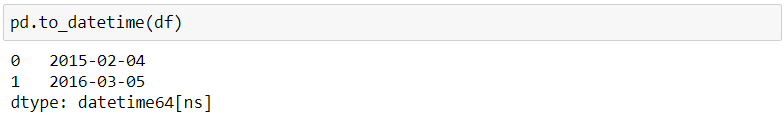 pd.to_datetime(df)
0   2015-02-04
1   2016-03-05
dtype: datetime64[ns]